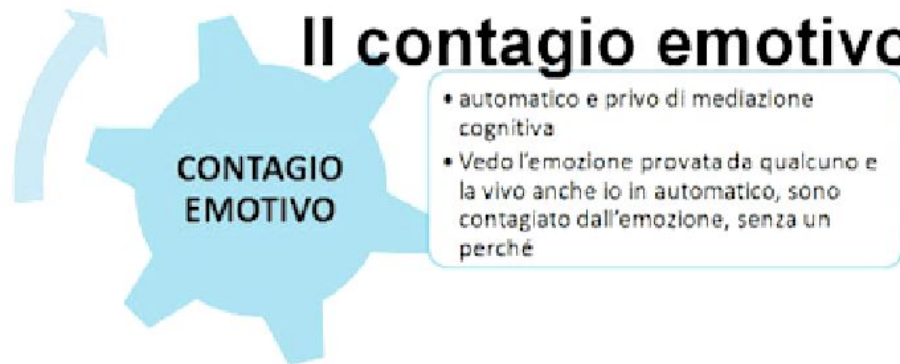 Il contagio emotivo
CONTAGIO
EMOTIVO
• automatico e privo di mediazione
cognitiva
• Vedo l'emozione provata da qualcuno e
la vivo anche io in automatico, sono
contagiato dall'emozione, senza un
perché